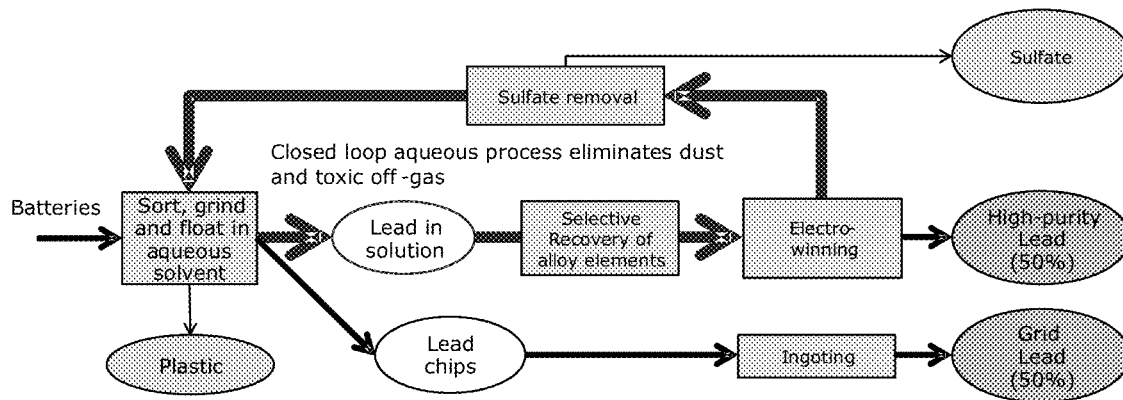 Sulfate
Sulfate removal
Closed loop aqueous process eliminates dust
and toxic off -gas
Batteries
Sort, grind
and float in
aqueous
solvent
Lead in
solution
Selective
Recovery of
alloy elements
Electro-
winning
High-purity
Lead
(50%)
Plastic
Lead
chips
Ingoting
Grid
Lead
(50%)